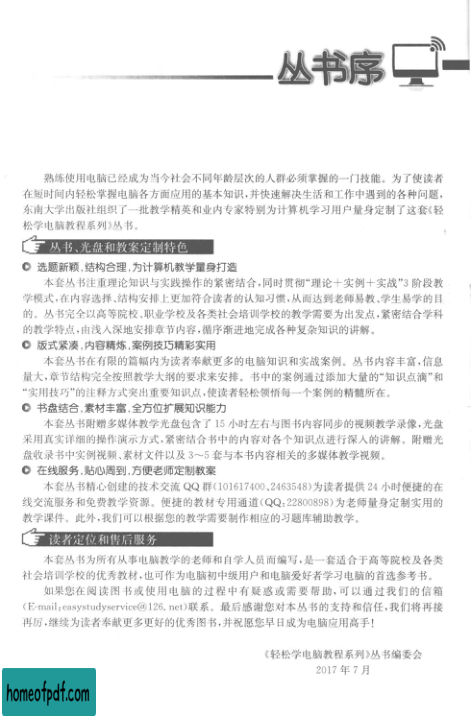 丛书序
熟练使用电脑已经成为当今社会不同年龄层次的人群必须掌握的一门技能。为了使读者
在短时间内轻松掌握电脑各方面应用的基本知识,并快速解决生活和工作中遇到的各种问题,
东南大学出版社组织了一批教学精英和业内专家特别为计算机学习用户量身定制了这套《轻
松学电脑教程系列》丛书。
丛书、光盘和教案定制特色
选题新颖,结构合理,为计算机教学量身打造
本套丛书注重理论知识与实践操作的紧密结合,同时贯彻“理论+实例+实战”3阶段教
学模式,在内容选择、结构安排上更加符合读者的认知习惯,从而达到老师易教、学生易学的目
的。丛书完全以高等院校、职业学校及各类社会培训学校的教学需要为出发点,紧密结合学科
的教学特点,由浅入深地安排章节内容,循序渐进地完成各种复杂知识的讲解。
版式紧凑,内容精炼,案例技巧精彩实用
本套丛书在有限的篇幅内为读者奉献更多的电脑知识和实战案例。丛书内容丰富,信息
量大,章节结构完全按照教学大纲的要求来安排。书中的案例通过添加大量的“知识点滴”和
“实用技巧”的注释方式突出重要知识点,使读者轻松领悟每一个案例的精髓所在。
书盘结合,素材丰富,全方位扩展知识能力
本套丛书附赠多媒体教学光盘包含了15小时左右与图书内容同步的视频教学录像,光盘
采用真实详细的操作演示方式,紧密结合书中的内容对各个知识点进行深入的讲解。附赠光
盘收录书中实例视频、素材文件以及3~5套与本书内容相关的多媒体教学视频。
在线服务,贴心周到,方便老师定制教案
本套丛书精心创建的技术交流QQ群(101617400、2463548)为读者提供24小时便捷的在
线交流服务和免费教学资源。便捷的教材专用通道(QQ:22800898)为老师量身定制实用的
教学课件。此外,我们可以根据您的教学需要制作相应的习题库辅助教学。
读者定位和售后服务
本套丛书为所有从事电脑教学的老师和自学人员而编写,是一套适合于高等院校及各类
社会培训学校的优秀教材,也可作为电脑初中级用户和电脑爱好者学习电脑的首选参考书。
如果您在阅读图书或使用电脑的过程中有疑惑或需要帮助,可以通过我们的信箱
(E-mail:easystudyservice@126.net)联系。最后感谢您对本丛书的支持和信任,我们将再接
再厉,继续为读者奉献更多更好的优秀图书,并祝愿您早日成为电脑应用高手!
《轻松学电脑教程系列》丛书编委会
2017年7月
homeofpdf.com